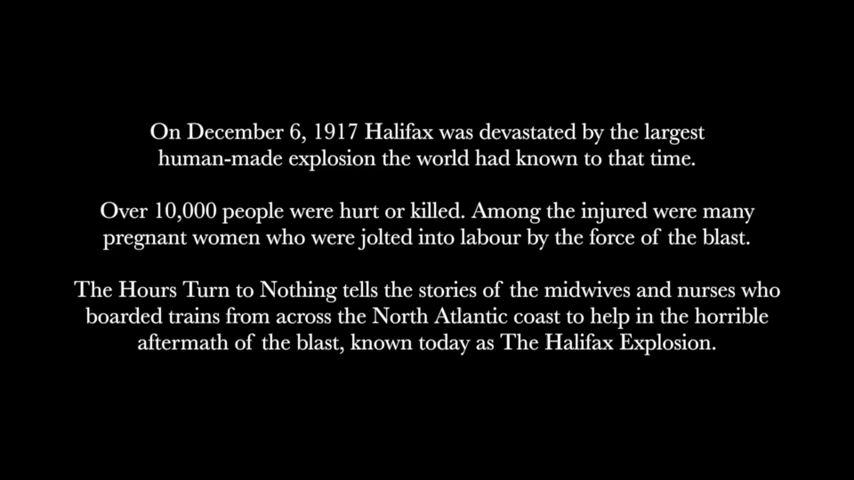 On December 6, 1917 Halifax was devastated by the largest
human-made explosion the world had known to that time.
Over 10,000 people were hurt or killed. Among the injured were many
pregnant women who were jolted into labour by the force of the blast.
The Hours Turn to Nothing tells the stories of the midwives and nurses who
boarded trains from across the North Atlantic coast to help in the horrible
aftermath of the blast, known today as The Halifax Explosion.